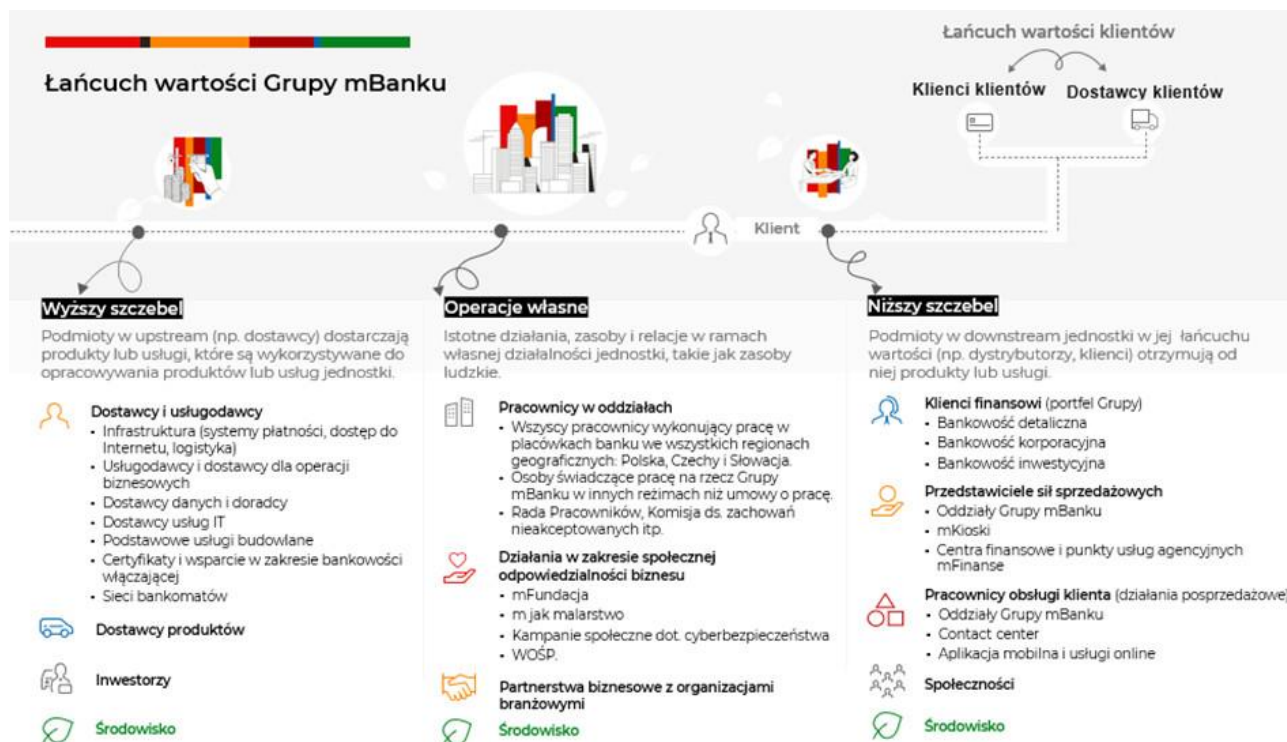 Łańcuch wartości klientów
Łańcuch wartości Grupy mBanku
Klienci klientów
Dostawcy klientów
Klient
Wyższy szczebel
Podmioty w upstream (np. dostawcy) dostarczają
produkty lub usługi, które są wykorzystywane do
opracowywania produktów lub usług jednostki.
Dostawcy i usługodawcy
• Infrastruktura (systemy płatności, dostęp do
Internetu, logistyka)
• Usługodawcy i dostawcy dla operacji
biznesowych
• Dostawcy danych i doradcy
• Dostawcy usług IT
• Podstawowe usługi budowlane
• Certyfikaty i wsparcie w zakresie bankowości
włączającej
• Sieci bankomatów
Dostawcy produktów
Inwestorzy
Środowisko
Operacje własne
Istotne działania, zasoby i relacje w ramach
własnej działalności jednostki, takie jak zasoby
ludzkie.
Pracownicy w oddziałach
• Wszyscy pracownicy wykonujący pracę w
placówkach banku we wszystkich regionach
geograficznych: Polska, Czechy i Słowacja.
• Osoby świadczące pracę na rzecz Grupy
mBanku w innych reżimach niż umowy o pracę.
• Rada Pracowników, Komisja ds. zachowań
nieakceptowanych itp.
Działania w zakresie społecznej
odpowiedzialności biznesu
• mFundacja
• m jak malarstwo
• Kampanie społeczne dot. cyberbezpieczeństwa
• WOŚP.
Partnerstwa biznesowe z organizacjami
branżowymi
Środowisko
Niższy szczebel
Podmioty w downstream jednostki w jej łańcuchu
wartości (np. dystrybutorzy, klienci) otrzymują od
niej produkty lub usługi.
Klienci finansowi (portfel Grupy)
• Bankowość detaliczna
• Bankowość korporacyjna
• Bankowość inwestycyjna
Przedstawiciele sił sprzedażowych
• Oddziały Grupy mBanku
• mKioski
• Centra finansowe i punkty usług agencyjnych
mFinanse
Pracownicy obsługi klienta (działania posprzedażowe)
• Oddziały Grupy mBanku
• Contact center
• Aplikacja mobilna i usługi online
Społeczności
Środowisko